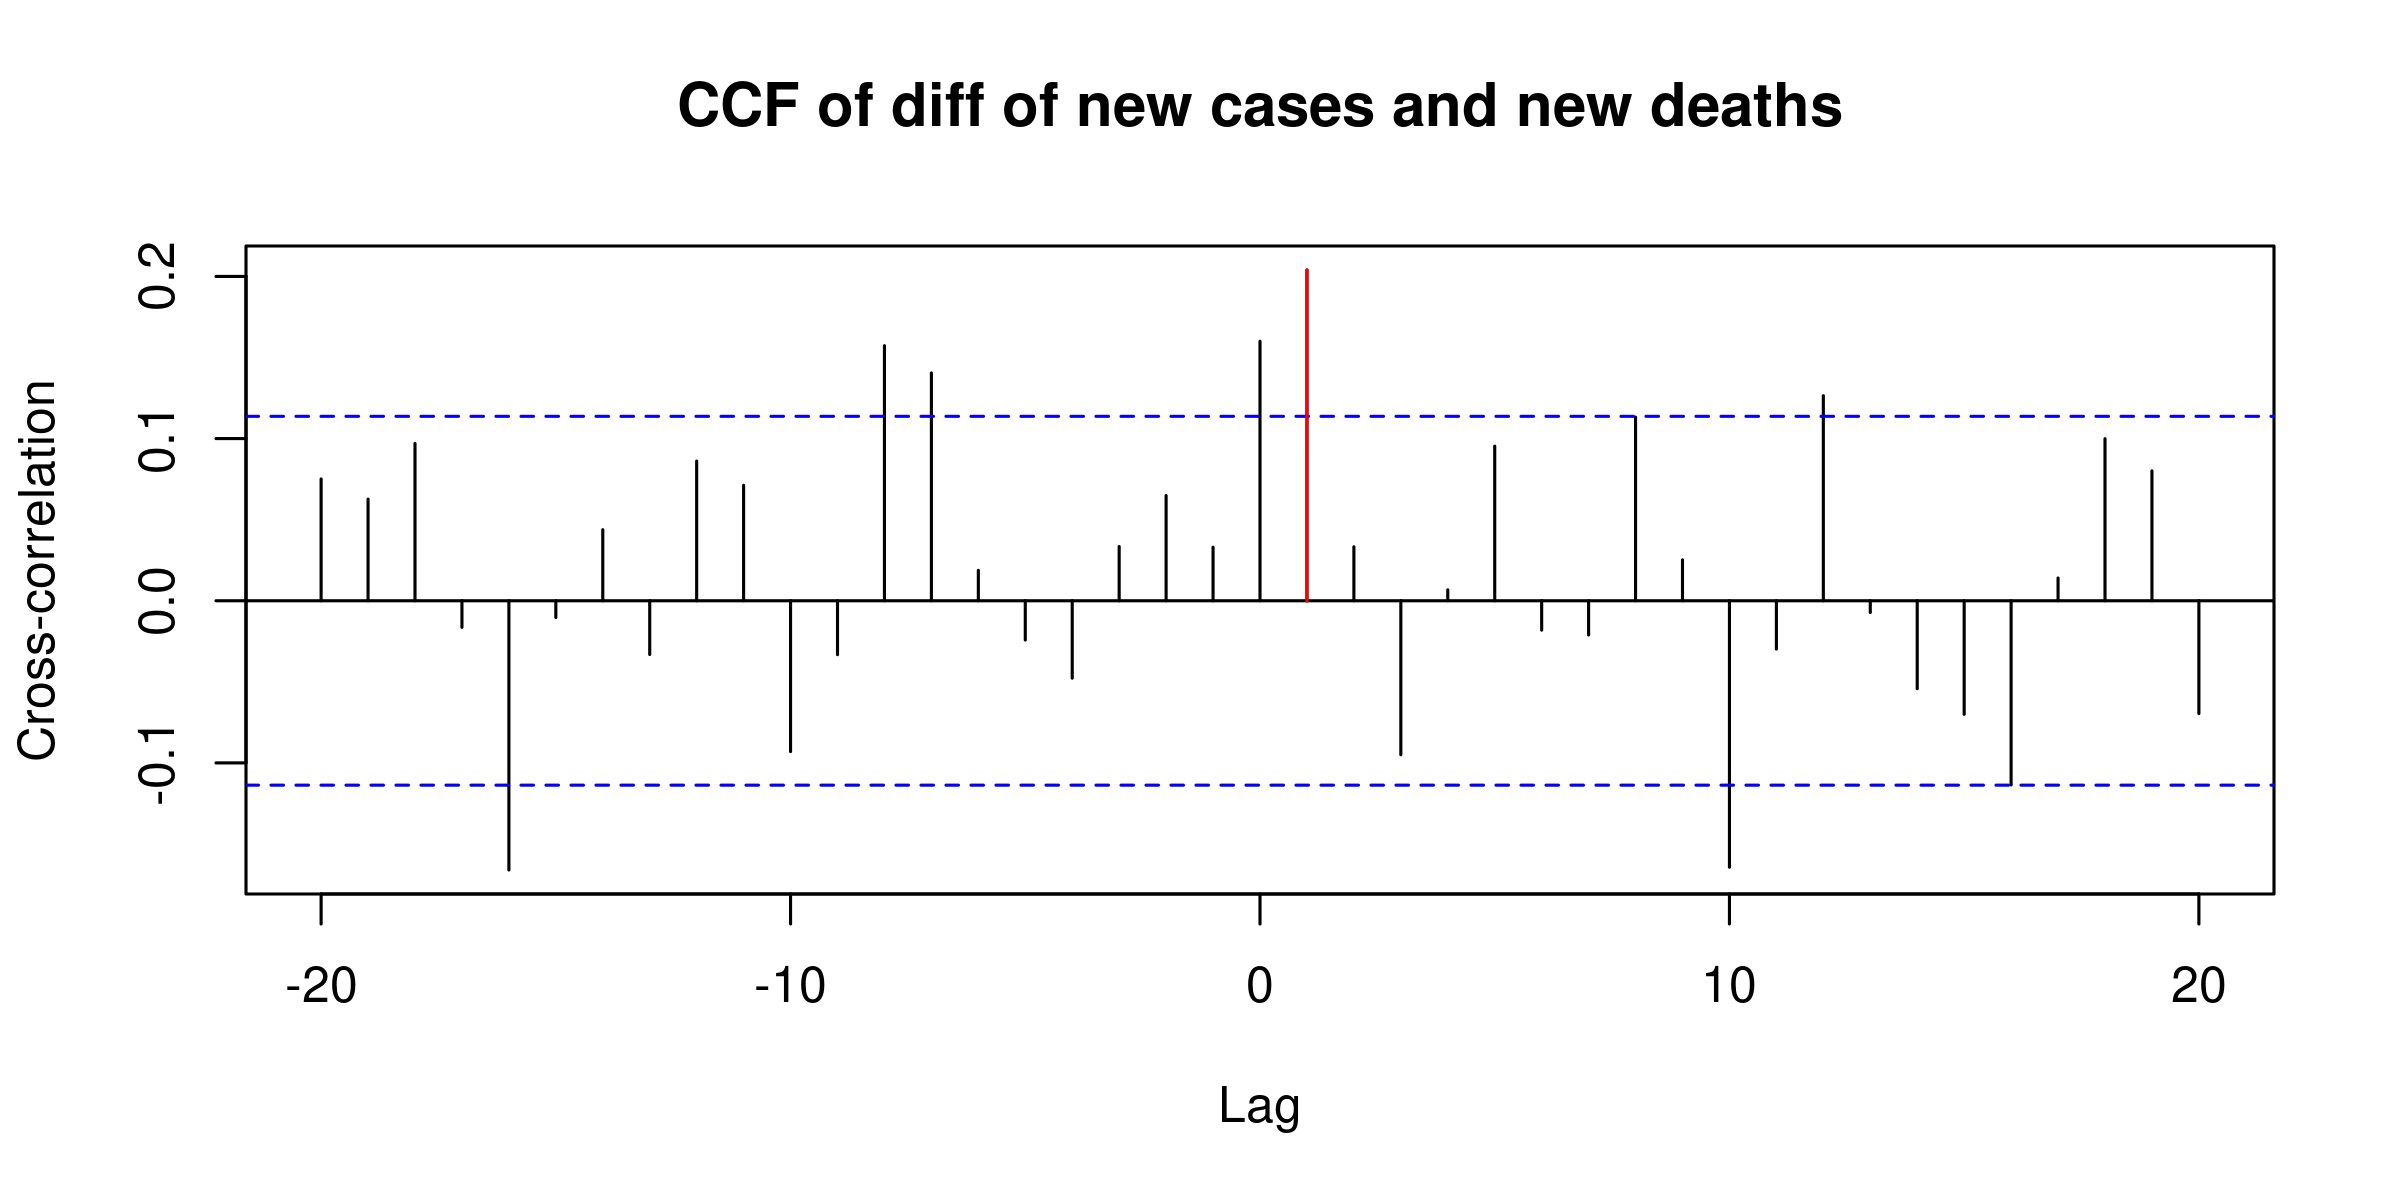 CCF of diff of new cases and new deaths
Cross-correlation
0.2
0.1
0.0
-0.1
-20 -10 0 10 20
Lag